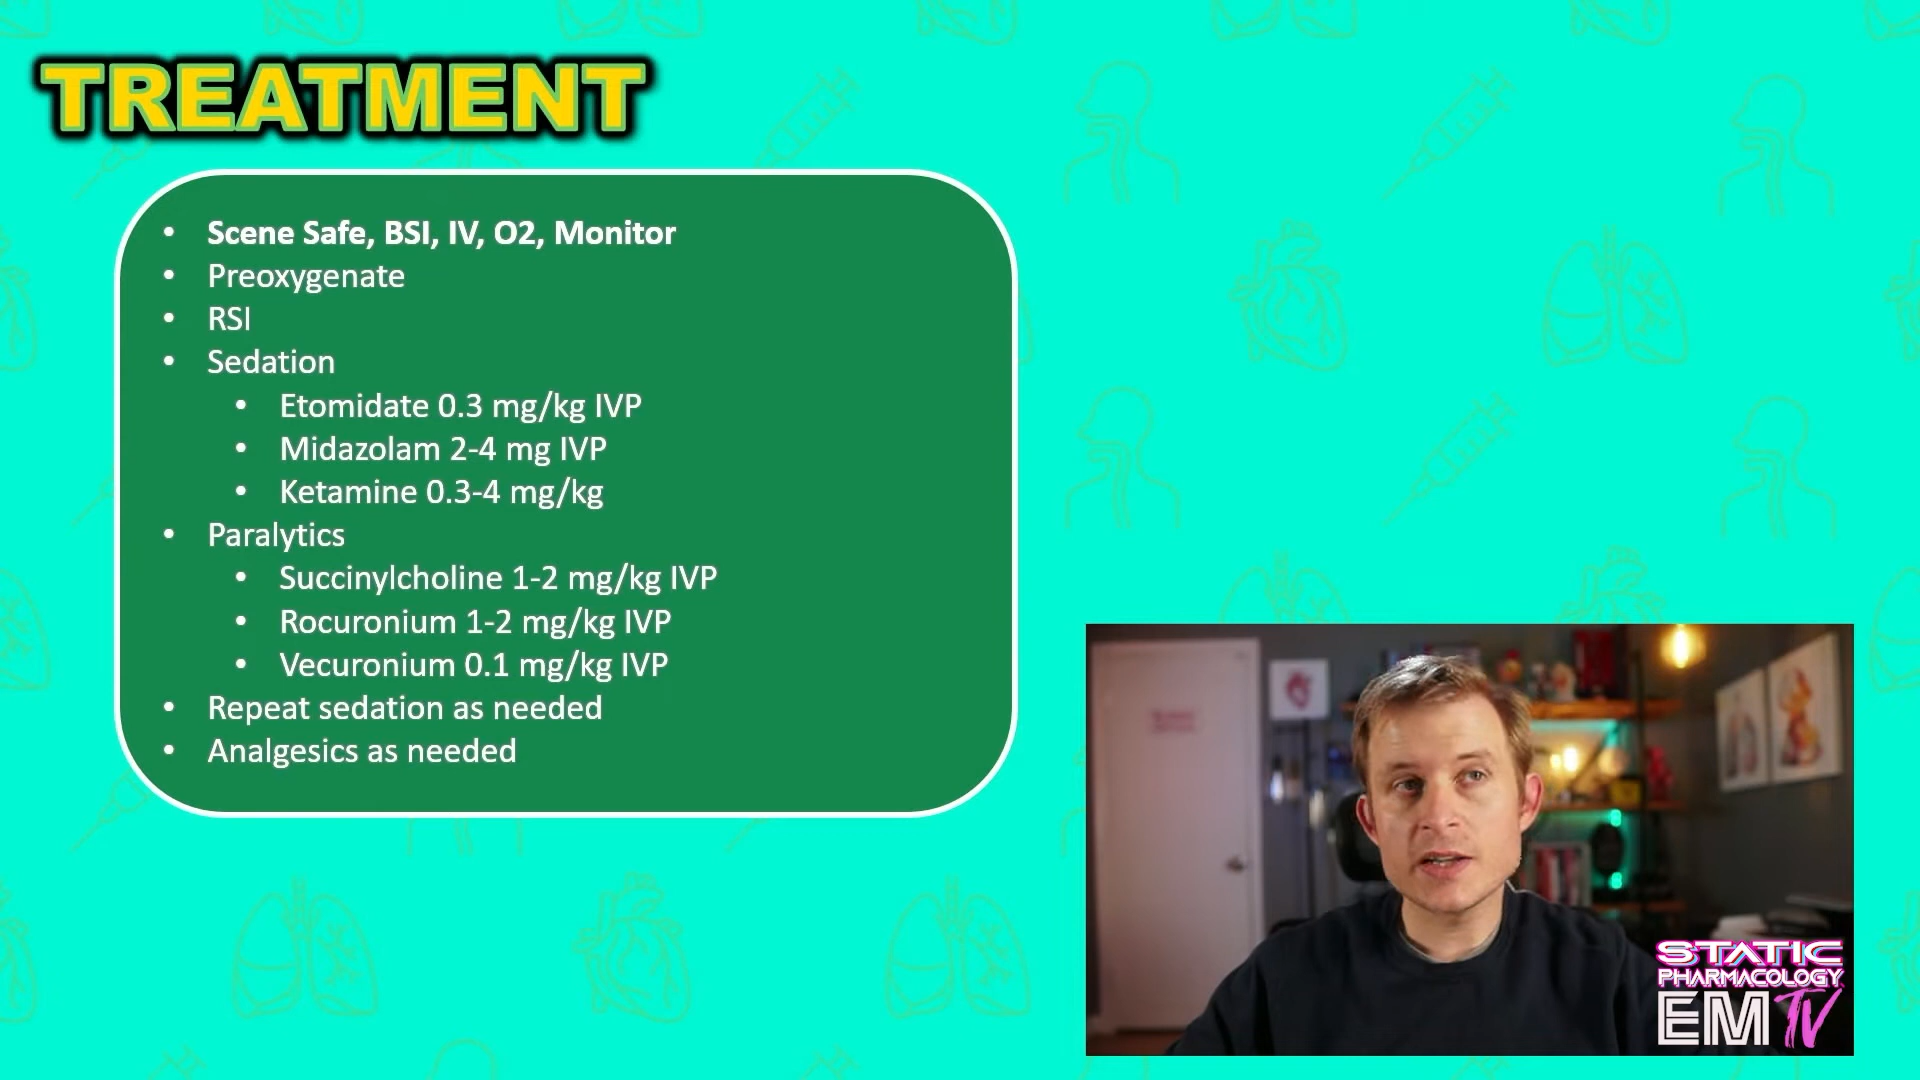 TREATMENT
• Scene Safe, BSI, IV, O2, Monitor
• Preoxygenate
• RSI
• Sedation
• Etomidate 0.3 mg/kg IVP
• Midazolam 2-4 mg IVP
• Ketamine 0.3-4 mg/kg
• Paralytics
• Succinylcholine 1-2 mg/kg IVP
• Rocuronium 1-2 mg/kg IVP
• Vecuronium 0.1 mg/kg IVP
• Repeat sedation as needed
• Analgesics as needed
STATIC
PHARMACOLOGY
EM TV